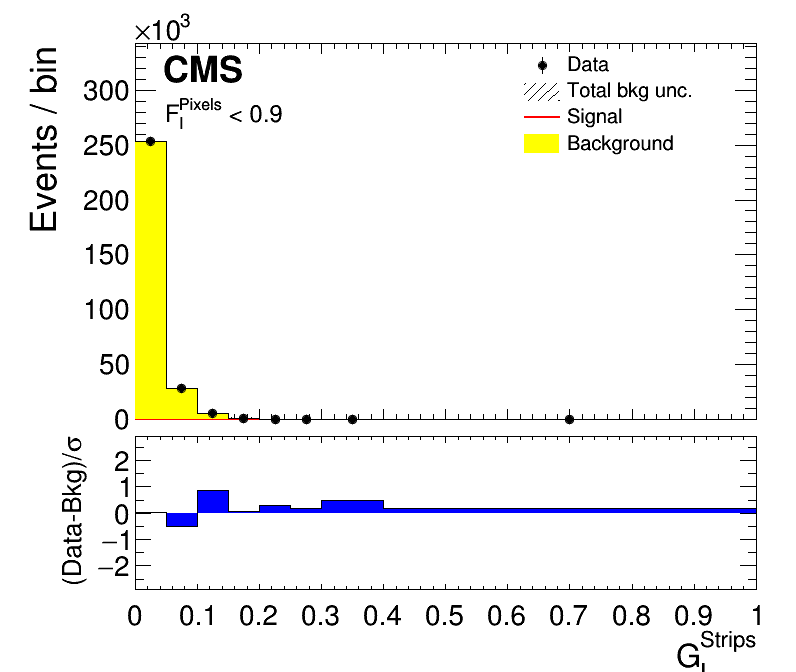 ×10³
CMS
F_I^Pixels < 0.9
Data
Total bkg unc.
Signal
Background
Events / bin
300
250
200
150
100
50
0
(Data-Bkg)/σ
2
1
0
−1
−2
0 0.1 0.2 0.3 0.4 0.5 0.6 0.7 0.8 0.9 1
G_I^Strips